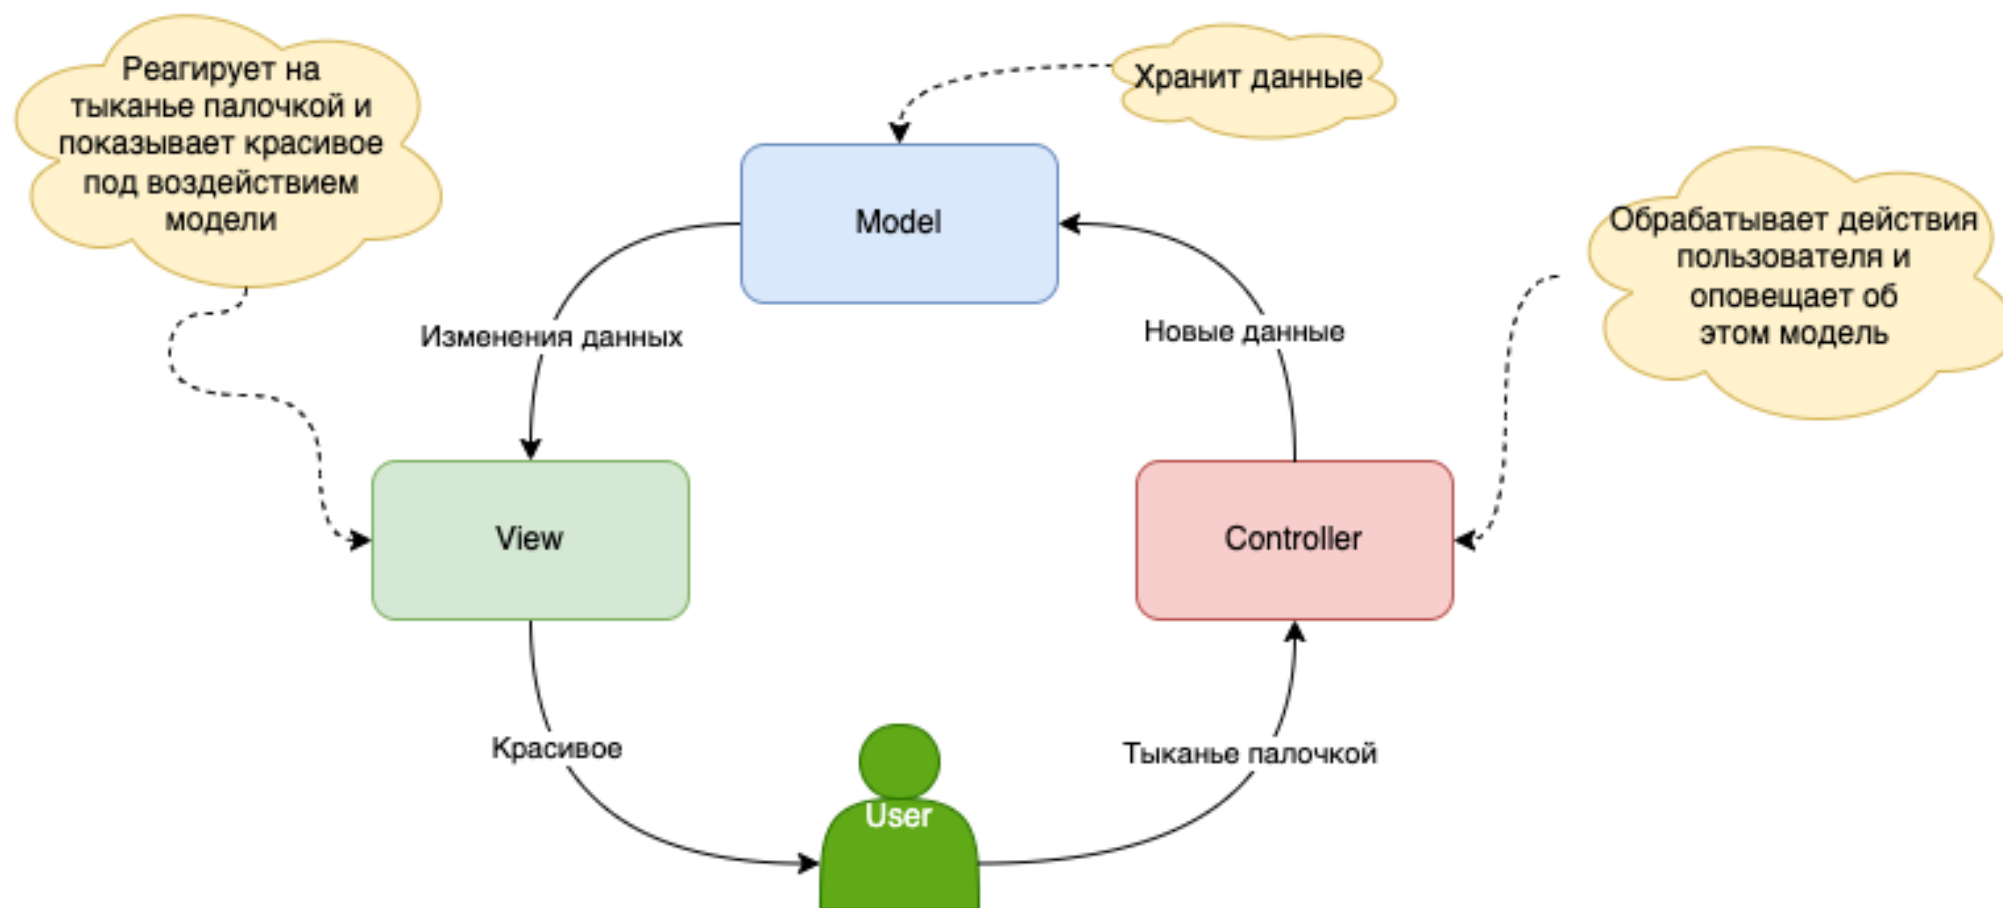 Реагирует на
тыканье палочкой и
показывает красивое
под воздействием
модели
Хранит данные
Model
Обрабатывает действия
пользователя и
оповещает об
этом модель
Изменения данных
Новые данные
View
Controller
Красивое
Тыканье палочкой
User